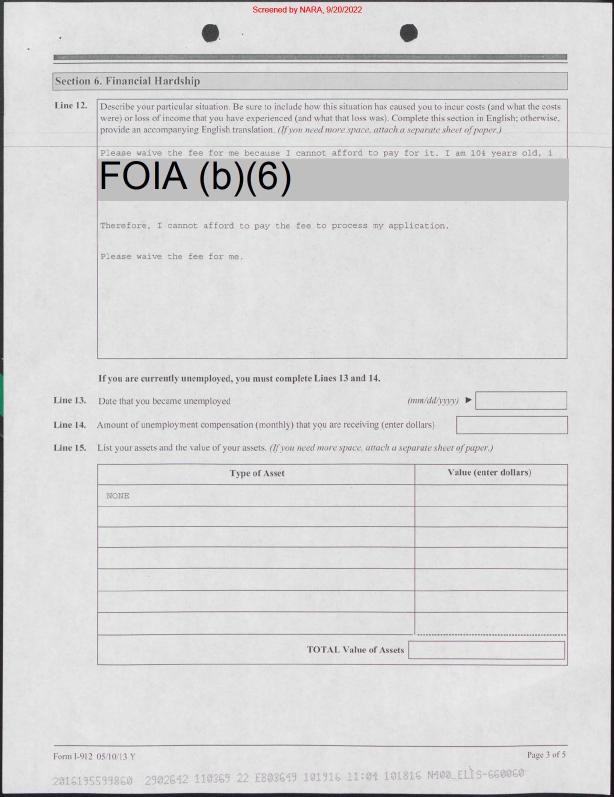 Screened by NARA, 9/20/2022
Section 6. Financial Hardship
Line 12. Describe your particular situation. Be sure to include how this situation has caused you to incur costs (and what the costs
were) or loss of income that you have experienced (and what that loss was). Complete this section in English; otherwise,
provide an accompanying English translation. (If you need more space, attach a separate sheet of paper.)
Please waive the fee for me because I cannot afford to pay for it. I am 104 years old, i
FOIA (b)(6)
Therefore, I cannot afford to pay the fee to process my application.
Please waive the fee for me.
If you are currently unemployed, you must complete Lines 13 and 14.
Line 13. Date that you became unemployed (mm/dd/yyyy) ►
Line 14. Amount of unemployment compensation (monthly) that you are receiving (enter dollars)
Line 15. List your assets and the value of your assets. (If you need more space, attach a separate sheet of paper.)
Type of Asset Value (enter dollars)
NONE
TOTAL Value of Assets
Form I-912 05/10/13 Y Page 3 of 5
2016195599860 2902642 110369 22 E803649 101916 11:04 101816 N400_ELIS-660060